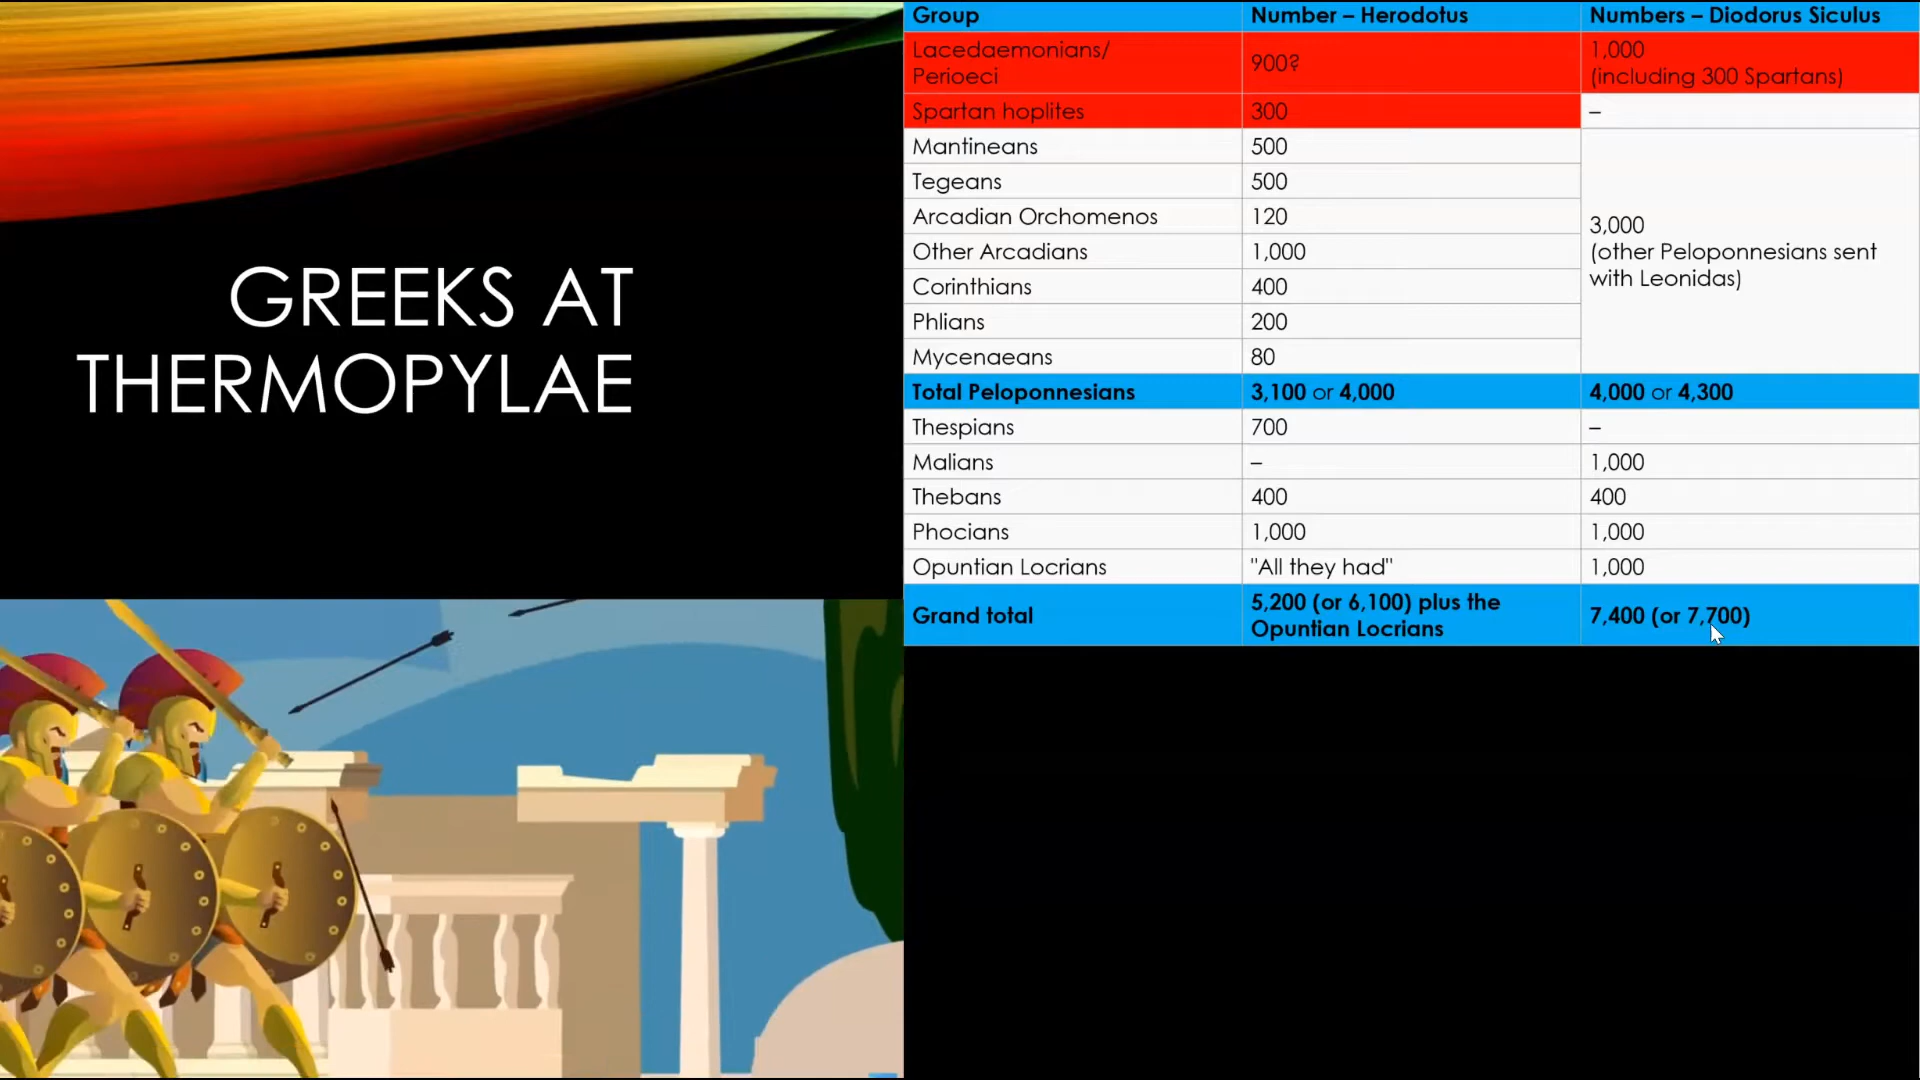 GREEKS AT
THERMOPYLAE
Group Number – Herodotus Numbers – Diodorus Siculus
Lacedaemonians/
Perioeci
900?
1,000
(including 300 Spartans)
Spartan hoplites 300 –
Mantineans 500
Tegeans 500
Arcadian Orchomenos 120
Other Arcadians 1,000
Corinthians 400
Phlians 200
Mycenaeans 80
3,000
(other Peloponnesians sent
with Leonidas)
Total Peloponnesians 3,100 or 4,000 4,000 or 4,300
Thespians 700 –
Malians – 1,000
Thebans 400 400
Phocians 1,000 1,000
Opuntian Locrians "All they had" 1,000
Grand total
5,200 (or 6,100) plus the
Opuntian Locrians
7,400 (or 7,700)